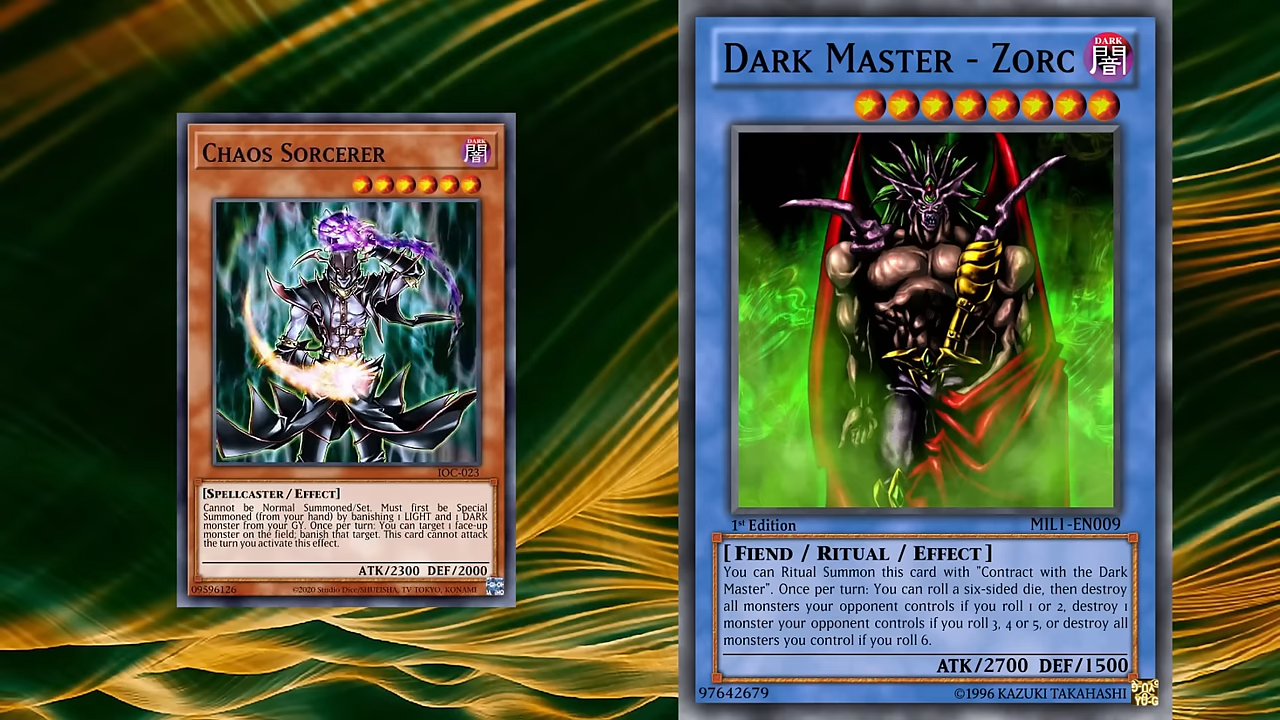 CHAOS SORCERER
DARK
闇
IOC-023
[SPELLCASTER / EFFECT]
Cannot be Normal Summoned/Set. Must first be Special
Summoned (from your hand) by banishing 1 LIGHT and 1 DARK
monster from your GY. Once per turn: You can target 1 face-up
monster on the field; banish that target. This card cannot attack
the turn you activate this effect.
ATK/2300 DEF/2000
09596126
©2020 Studio Dice/SHUEISHA, TV TOKYO, KONAMI
DARK MASTER - ZORC
DARK
闇
1st Edition
MIL1-EN009
[ FIEND / RITUAL / EFFECT ]
You can Ritual Summon this card with "Contract with the Dark
Master". Once per turn: You can roll a six-sided die, then destroy
all monsters your opponent controls if you roll 1 or 2, destroy 1
monster your opponent controls if you roll 3, 4 or 5, or destroy all
monsters you control if you roll 6.
ATK/2700 DEF/1500
97642679
©1996 KAZUKI TAKAHASHI